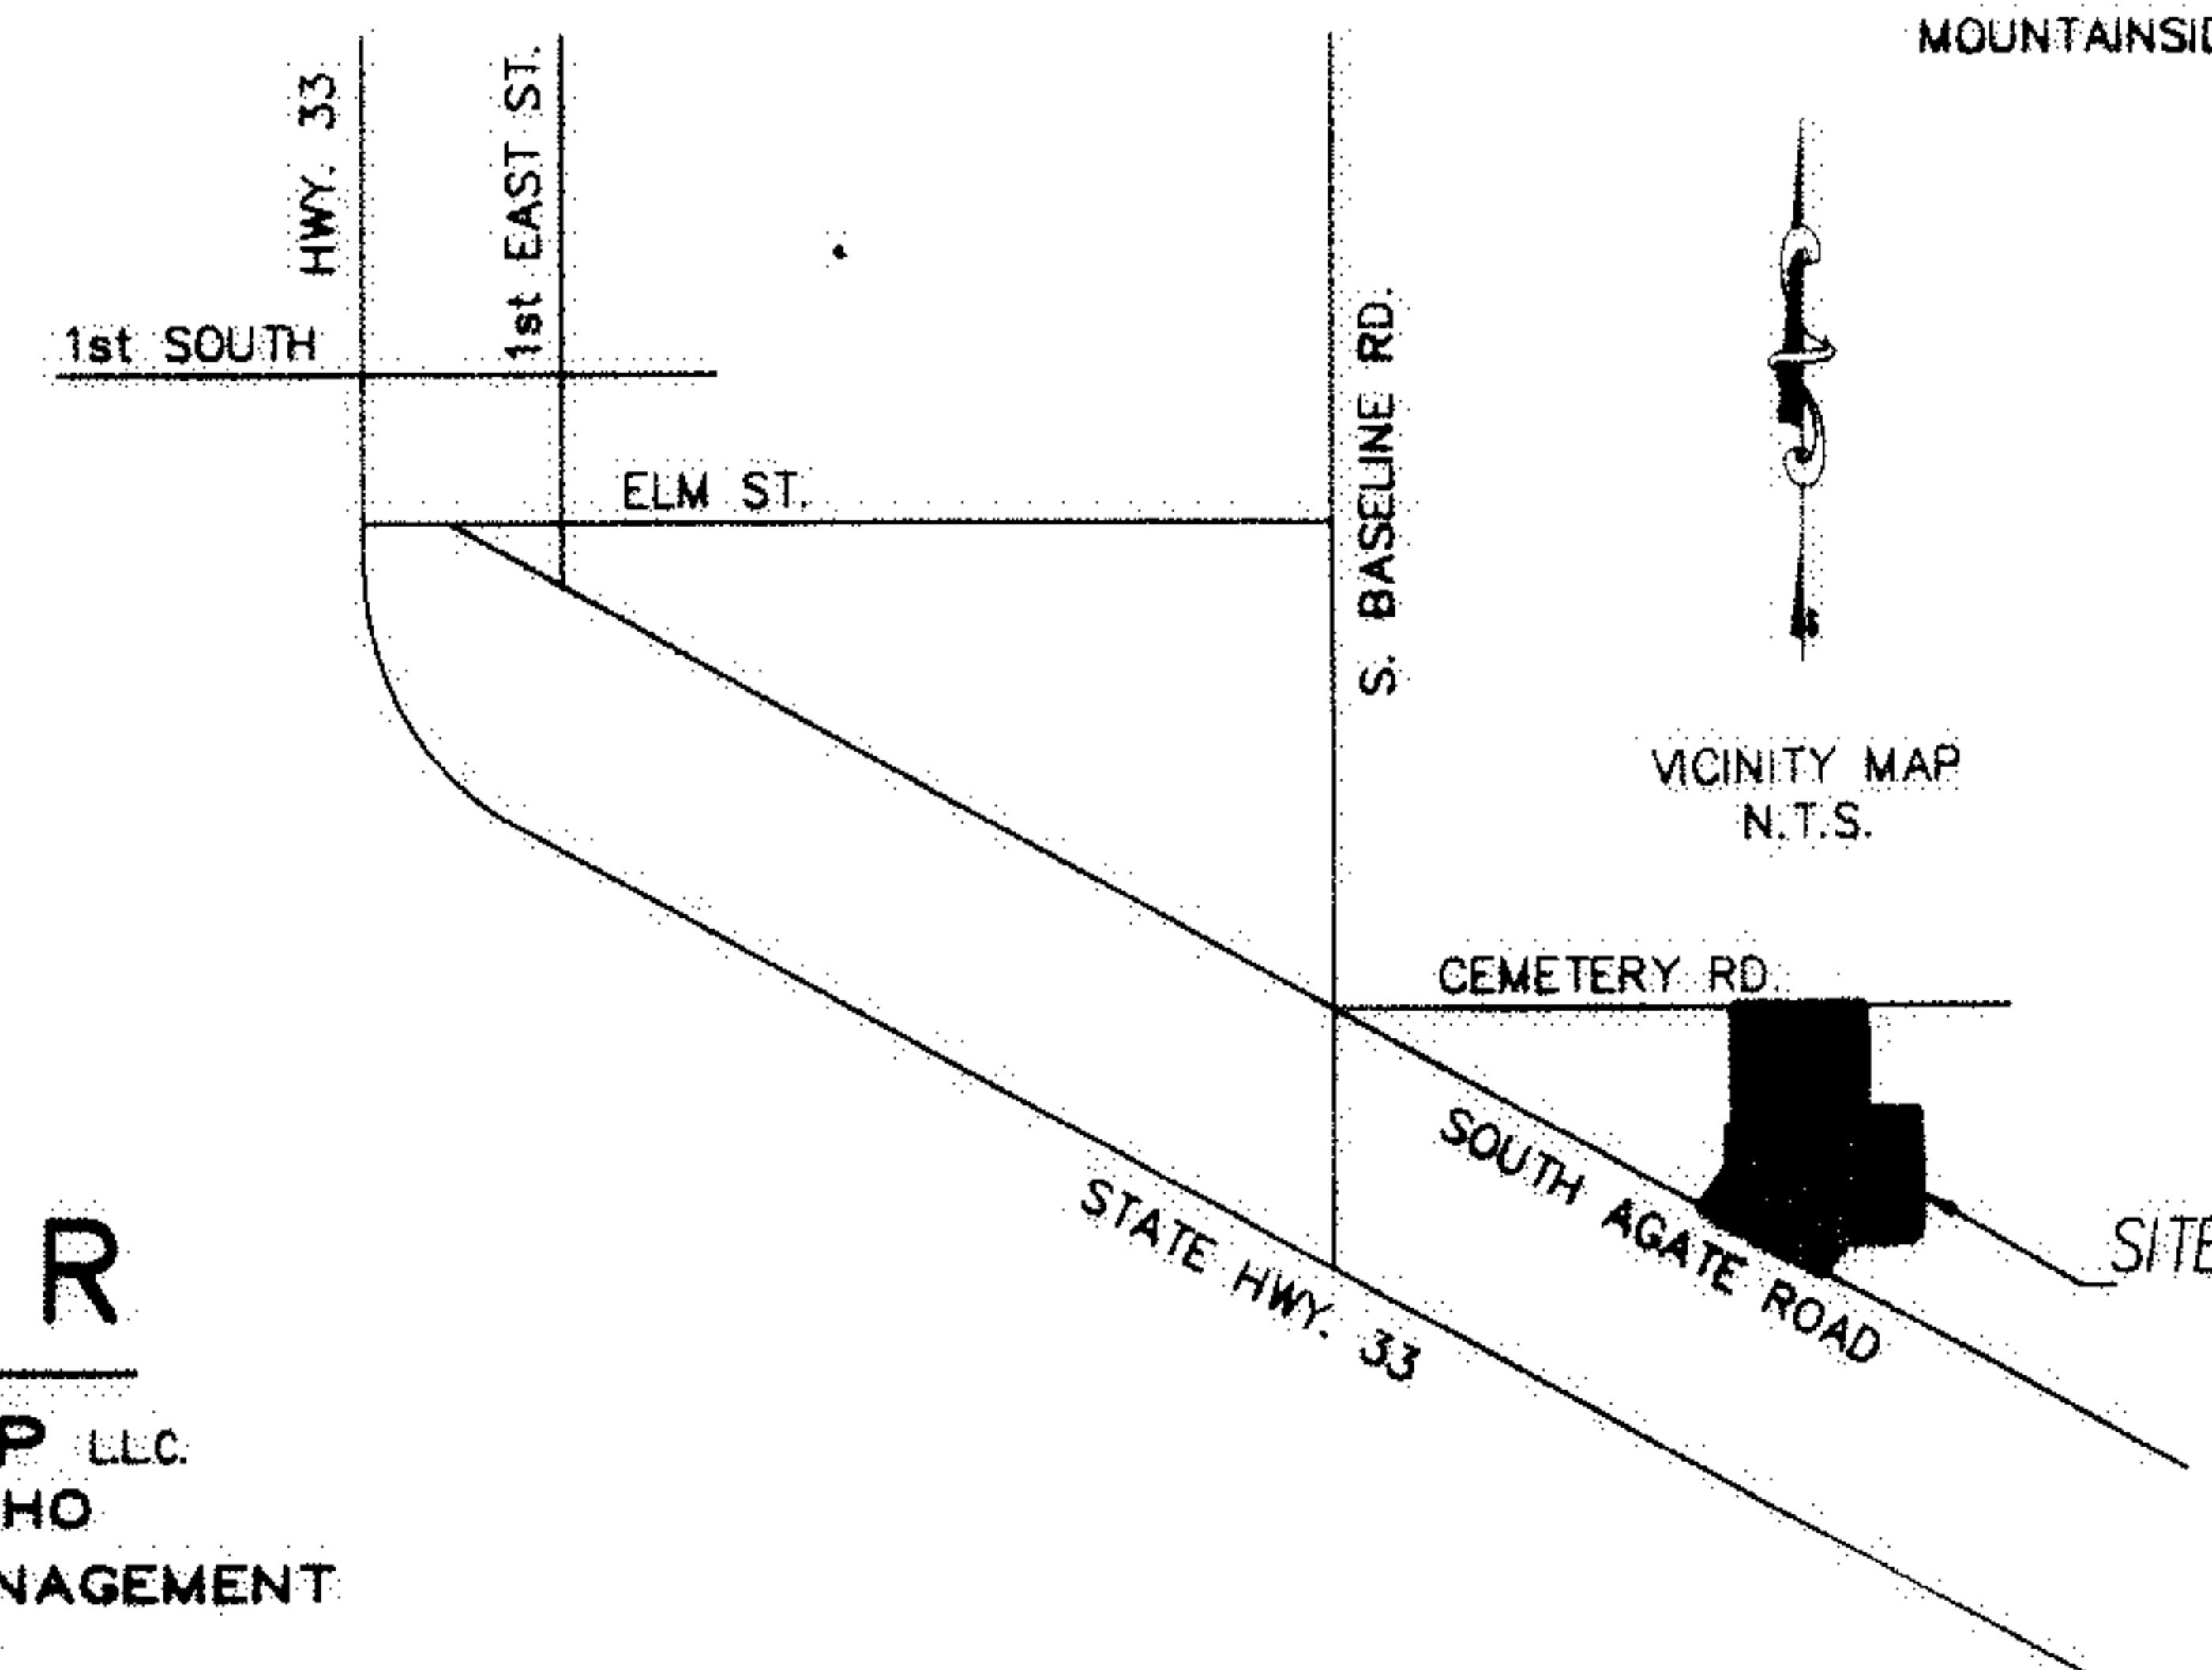 MOUNTAINSID
HWY. 33
1st EAST ST.
1st SOUTH
ELM ST.
S. BASELINE RD.
VICINITY MAP
N.T.S.
CEMETERY RD.
SOUTH AGATE ROAD
STATE HWY. 33
SITE
R
P LLC.
HO
NAGEMENT